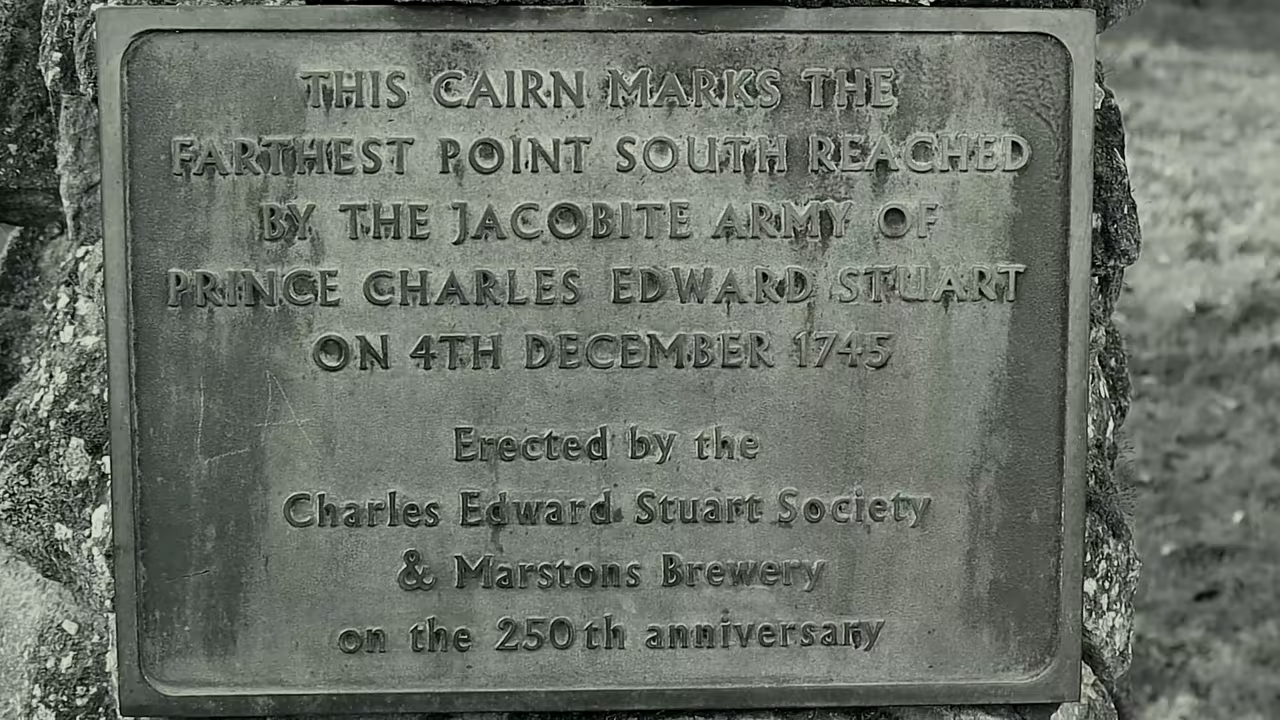 THIS CAIRN MARKS THE
FARTHEST POINT SOUTH REACHED
BY THE JACOBITE ARMY OF
PRINCE CHARLES EDWARD STUART
ON 4TH DECEMBER 1745
Erected by the
Charles Edward Stuart Society
& Marstons Brewery
on the 250th anniversary